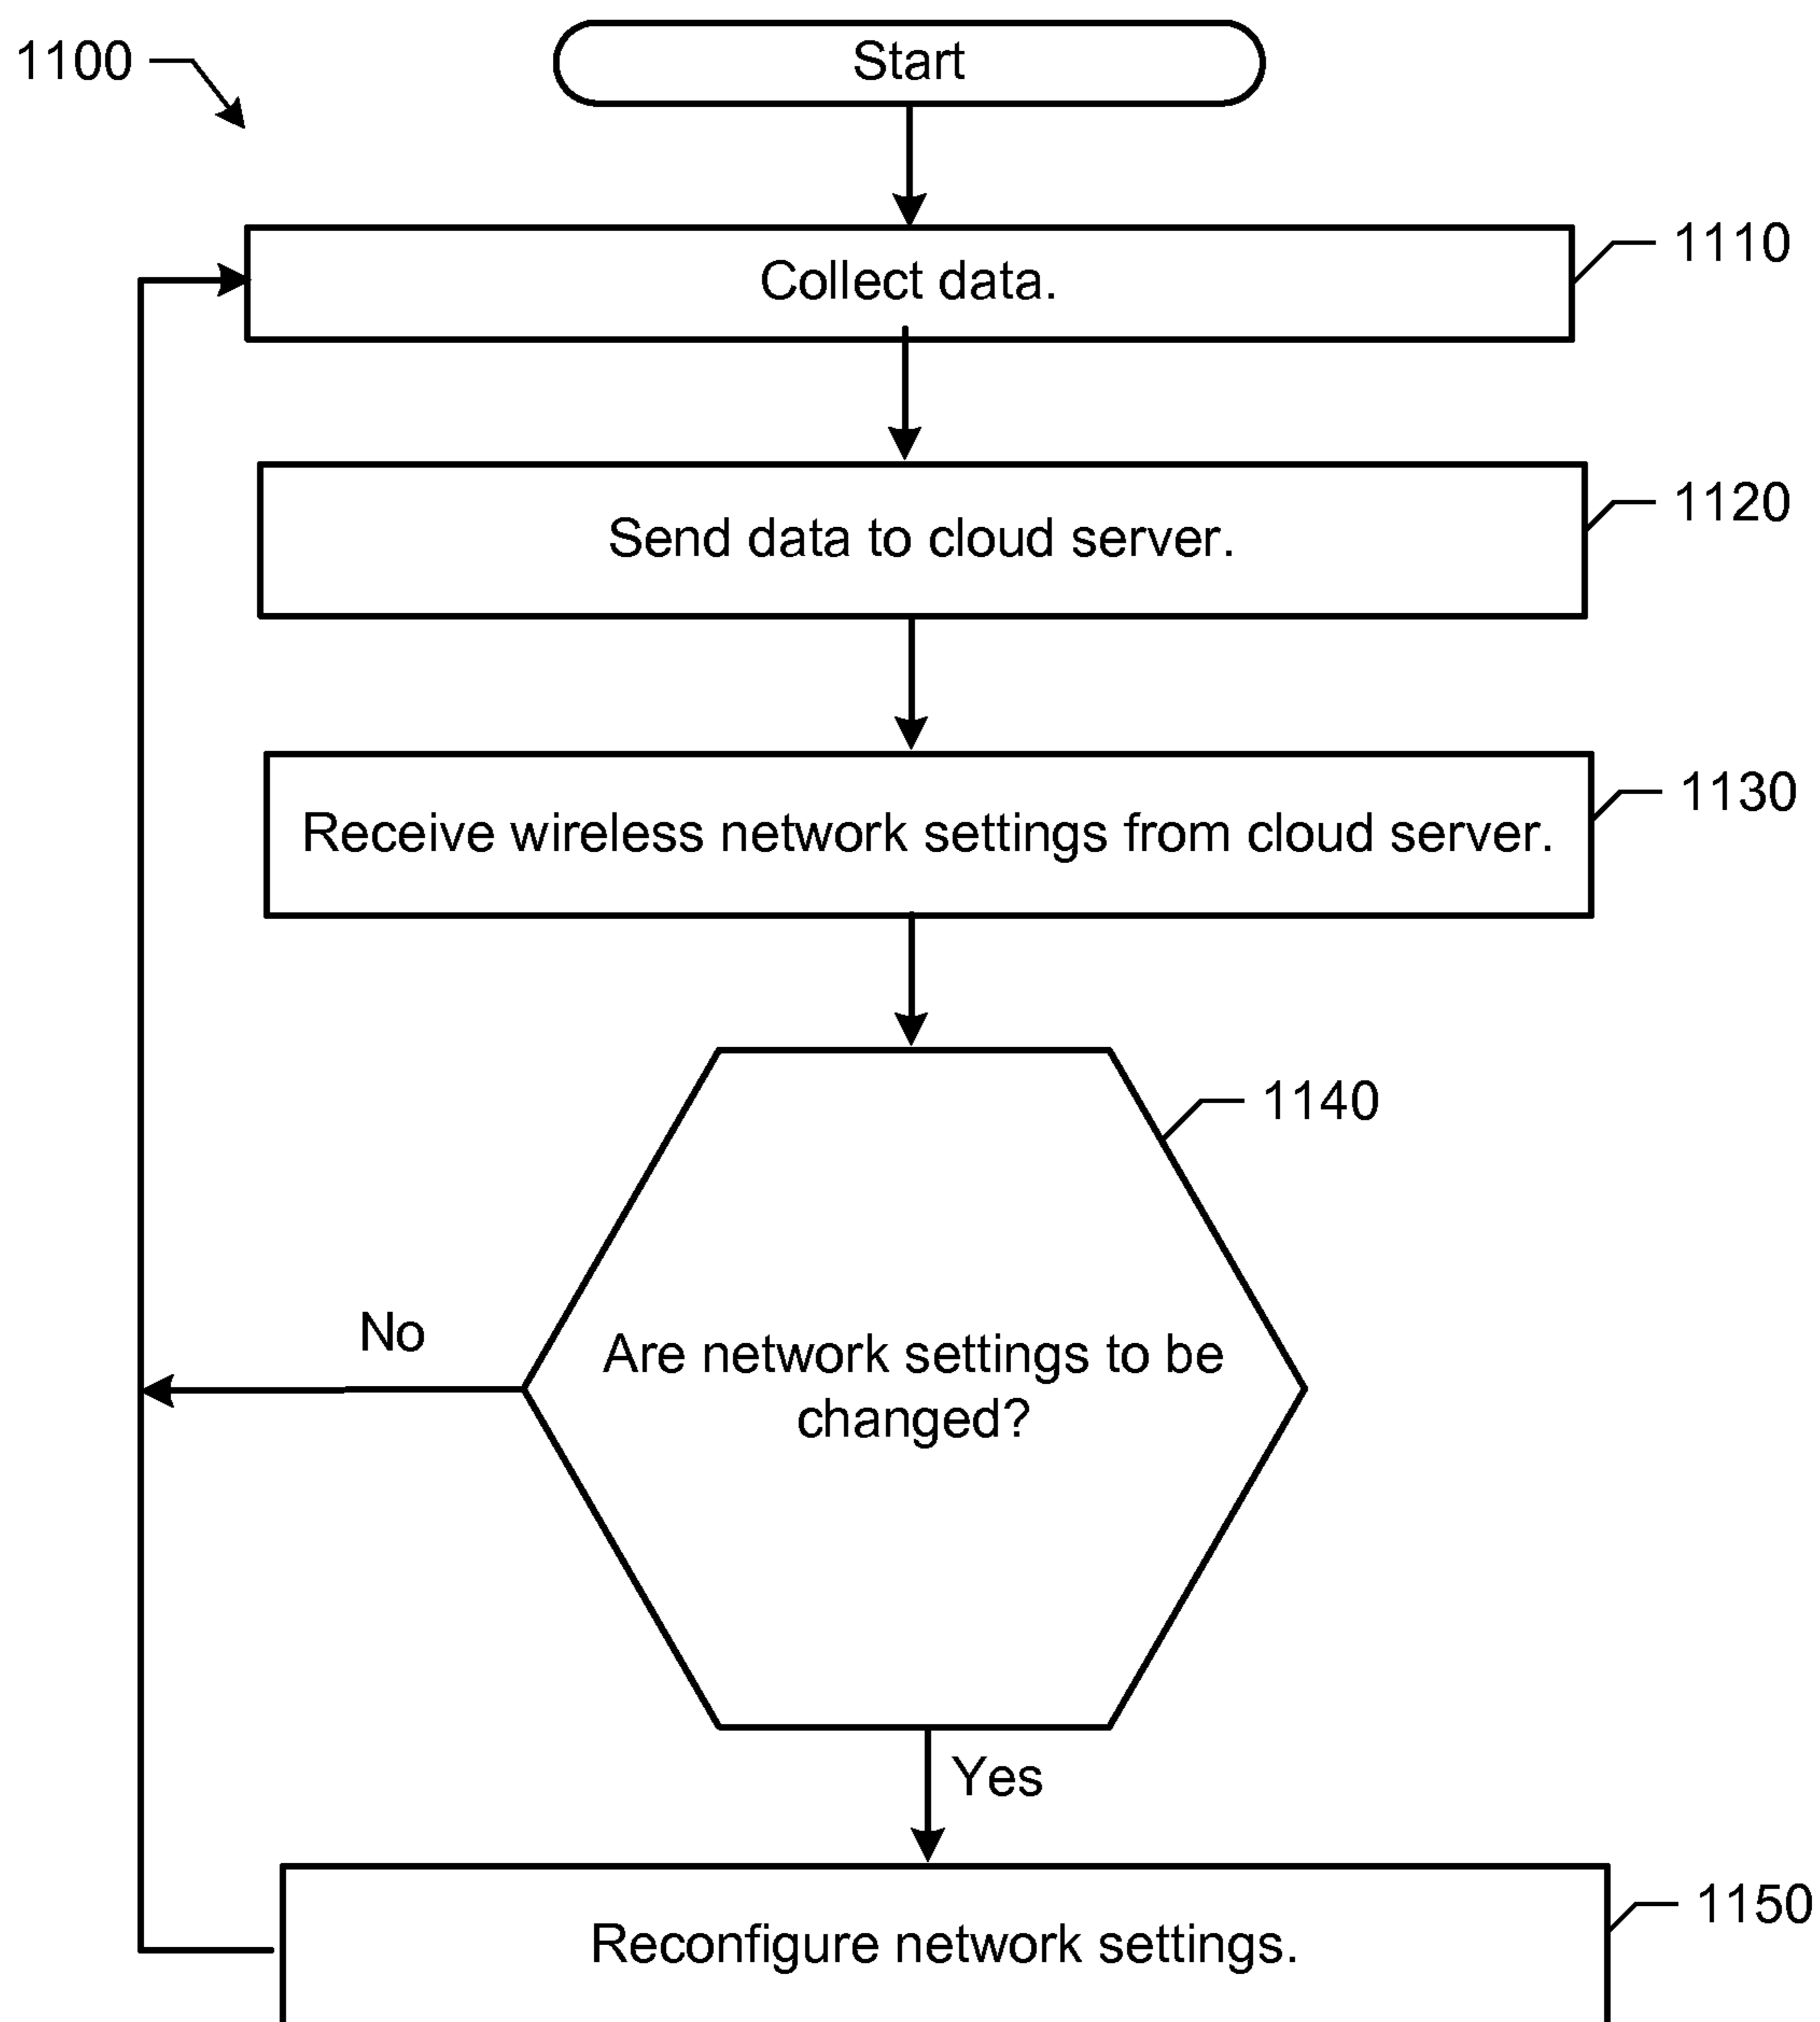 1100
Start
1110
Collect data.
1120
Send data to cloud server.
1130
Receive wireless network settings from cloud server.
1140
No
Are network settings to be
changed?
Yes
1150
Reconfigure network settings.